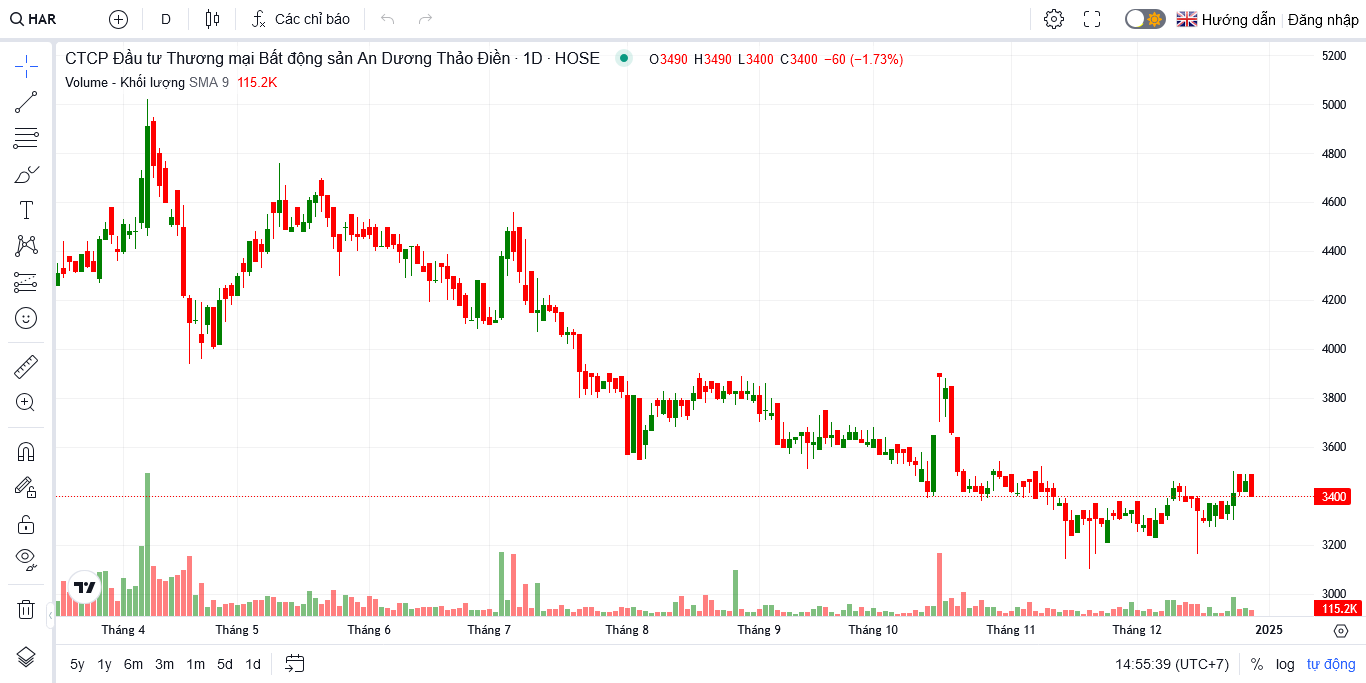 HAR D Các chỉ báo Hướng dẫn Đăng nhập
CTCP Đầu tư Thương mại Bất động sản An Dương Thảo Điền · 1D · HOSE O3490 H3490 L3400 C3400 −60 (−1.73%)
Volume - Khối lượng SMA 9 115.2K
5200
5000
4800
4600
4400
4200
4000
3800
3600
3400
3200
3000
115.2K
Tháng 4 Tháng 5 Tháng 6 Tháng 7 Tháng 8 Tháng 9 Tháng 10 Tháng 11 Tháng 12 2025
5y 1y 6m 3m 1m 5d 1d 14:55:39 (UTC+7) % log tự động